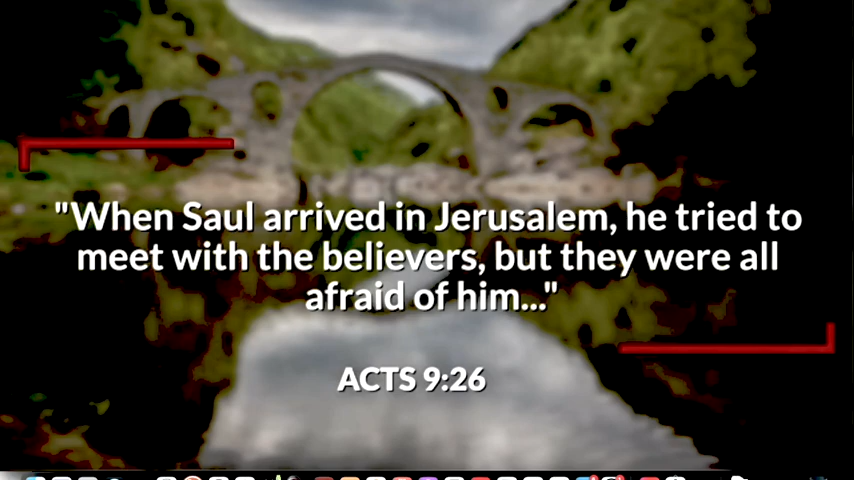 "When Saul arrived in Jerusalem, he tried to
meet with the believers, but they were all
afraid of him..."
ACTS 9:26